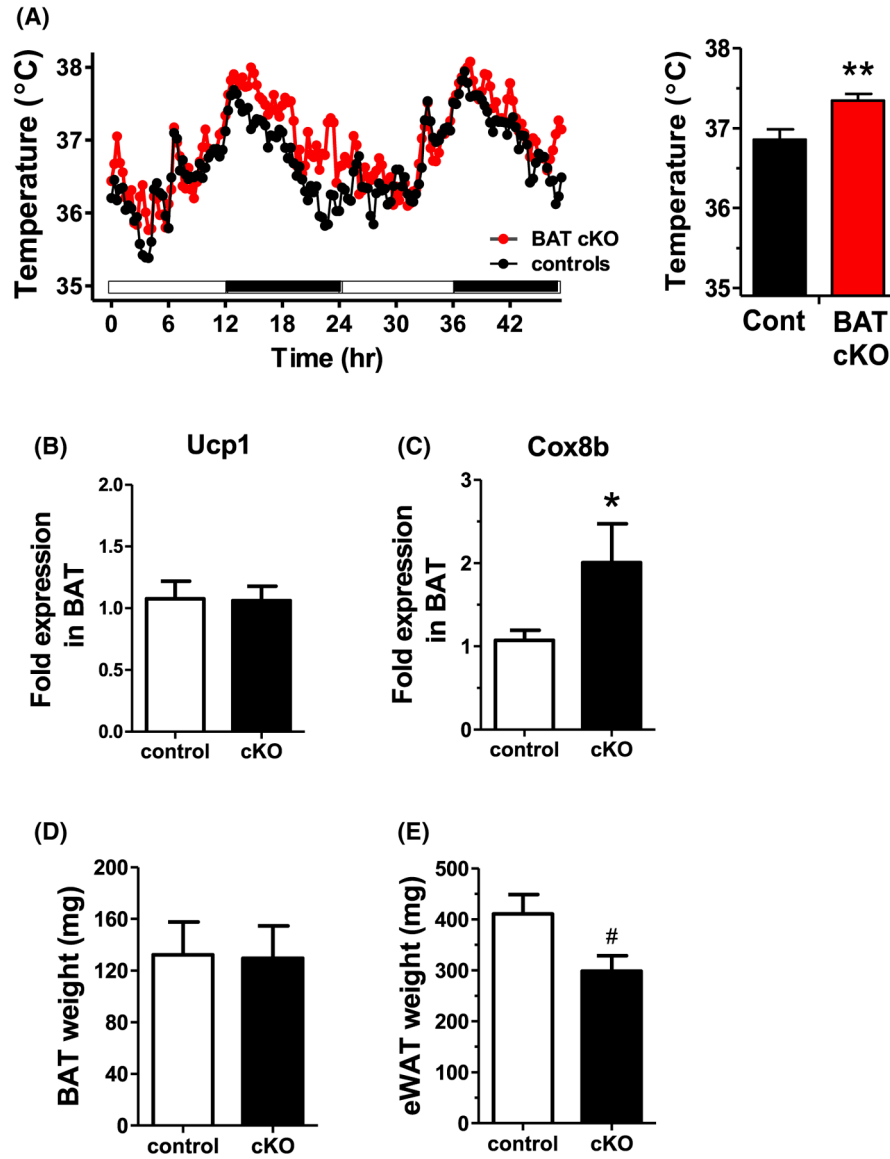 (A)
Temperature (°C)
38
37
36
35
BAT cKO
controls
0 6 12 18 24 30 36 42
Time (hr)
Temperature (°C)
38
37
36
35
**
Cont BAT
cKO
(B)
Ucp1
Fold expression
in BAT
2.0
1.5
1.0
0.5
0.0
control cKO
(C)
Cox8b
Fold expression
in BAT
3
2
1
0
*
control cKO
(D)
BAT weight (mg)
200
160
120
80
40
0
control cKO
(E)
eWAT weight (mg)
500
400
300
200
100
0
#
control cKO